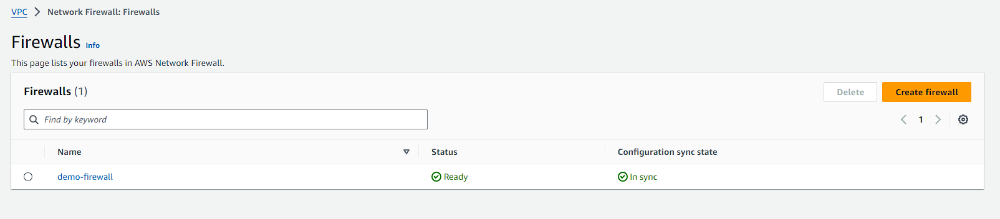 VPC > Network Firewall: Firewalls
Firewalls Info
This page lists your firewalls in AWS Network Firewall.
Firewalls (1) Delete Create firewall
Find by keyword 1
Name Status Configuration sync state
demo-firewall Ready In sync